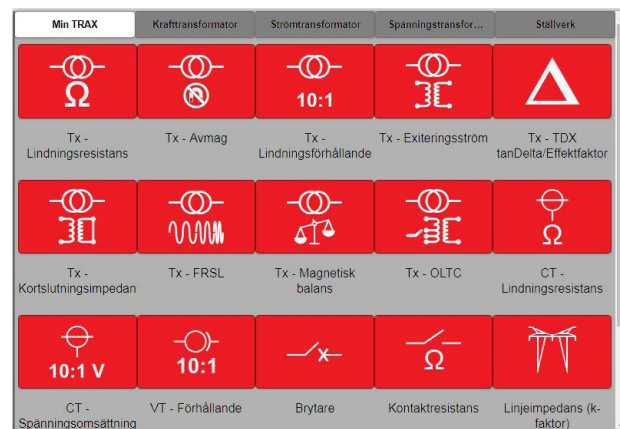 Min TRAX
Krafttransformator
Strömtransformator
Spänningstransfor...
Ställverk
Ω
10:1
Tx -
Lindningsresistans
Tx - Avmag
Tx -
Lindningsförhållande
Tx - Exiteringsström
Tx - TDX
tanDelta/Effektfaktor
Ω
Tx -
Kortslutningsimpedan
Tx - FRSL
Tx - Magnetisk
balans
Tx - OLTC
CT -
Lindningsresistans
10:1 V
10:1
Ω
CT -
Spänningsomsättning
VT - Förhållande
Brytare
Kontaktresistans
Linjeimpedans (k-
faktor)